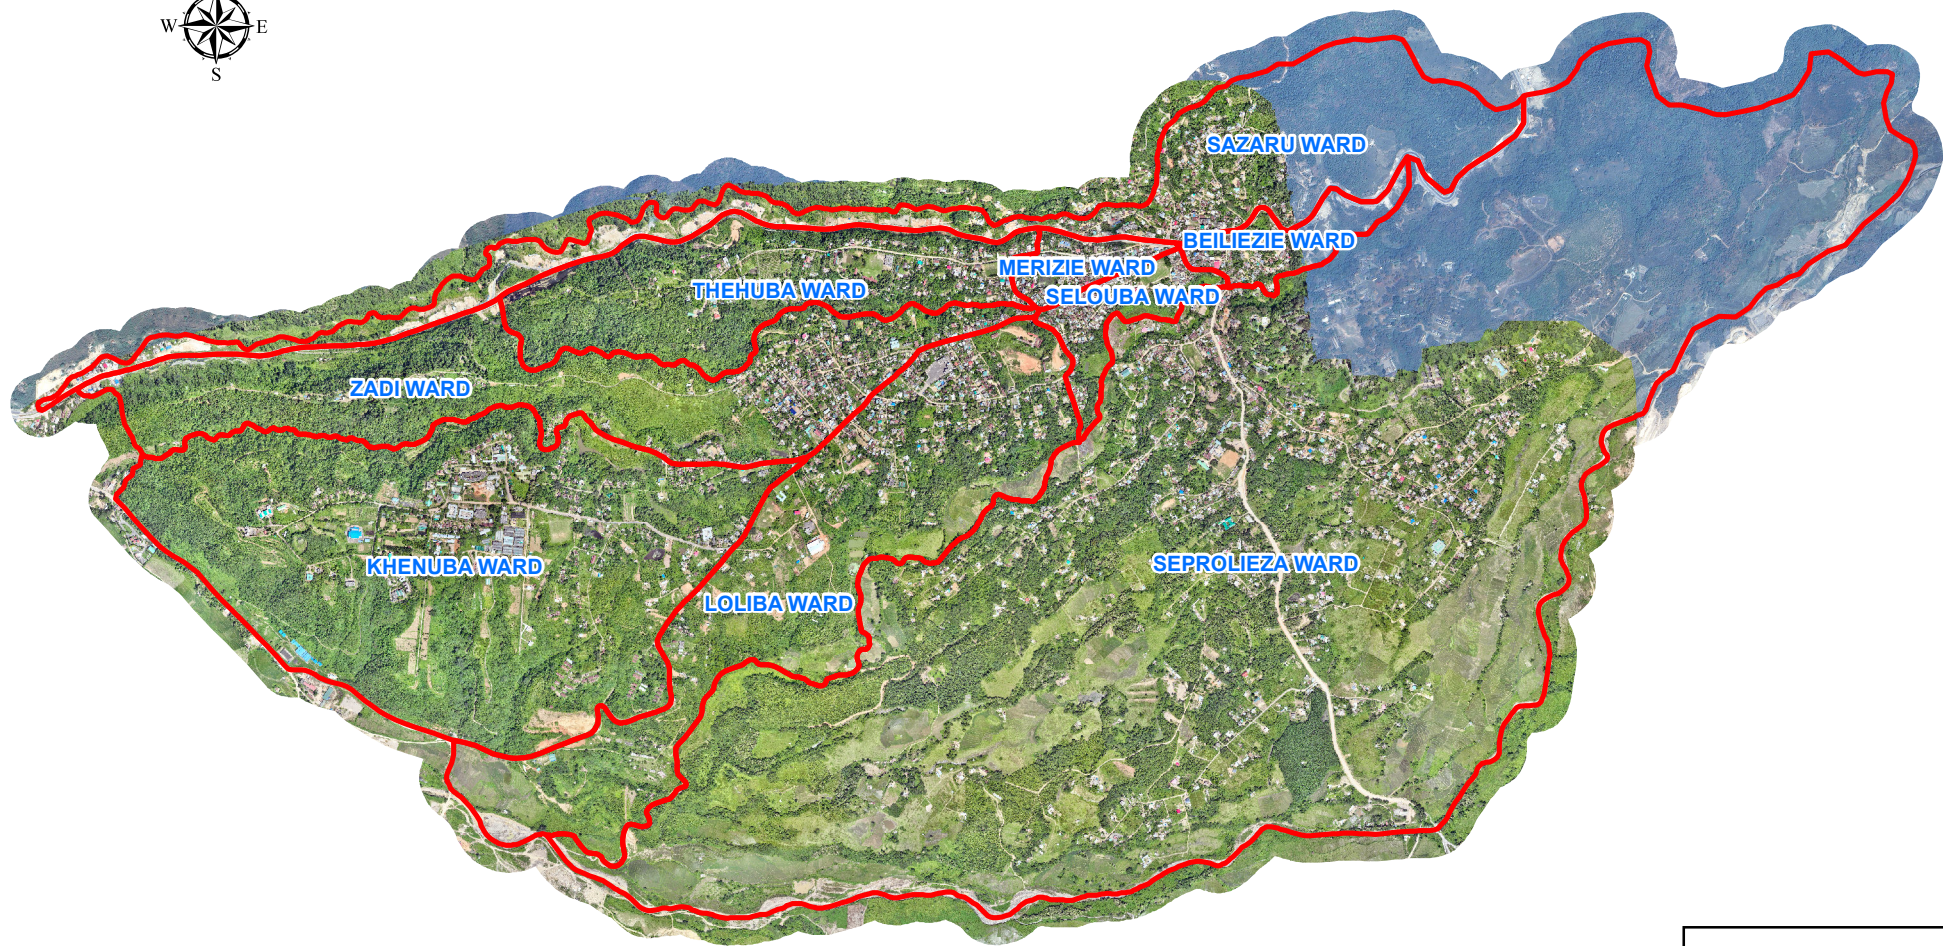 W E
S
SAZARU WARD
BEILIEZIE WARD
MERIZIE WARD
THEHUBA WARD
SELOUBA WARD
ZADI WARD
KHENUBA WARD
SEPROLIEZA WARD
LOLIBA WARD